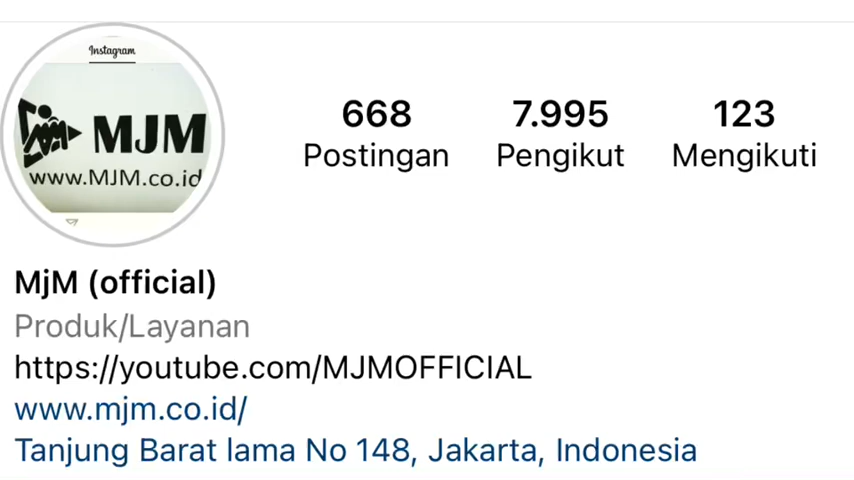 Instagram
MJM
www.MJM.co.id
668 7.995 123
Postingan Pengikut Mengikuti
MjM (official)
Produk/Layanan
https://youtube.com/MJMOFFICIAL
www.mjm.co.id/
Tanjung Barat lama No 148, Jakarta, Indonesia